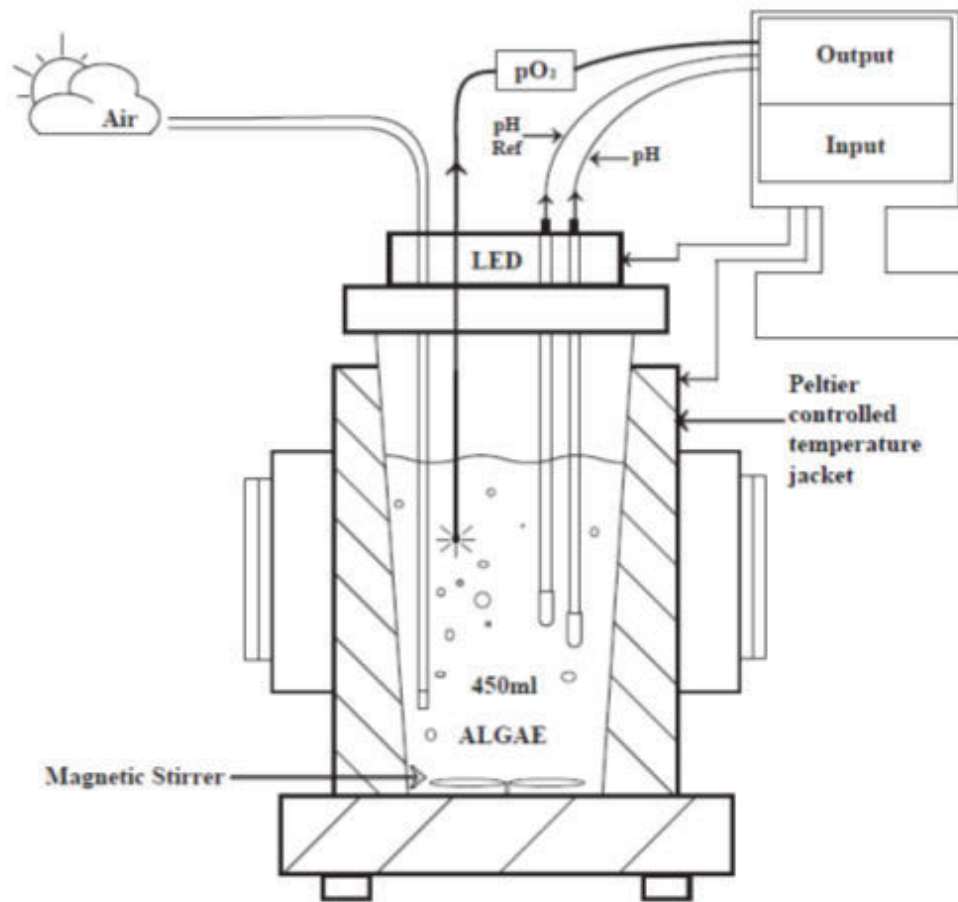 Air
pO₂
Output
Input
pH
Ref
pH
LED
Peltier
controlled
temperature
jacket
450ml
ALGAE
Magnetic Stirrer